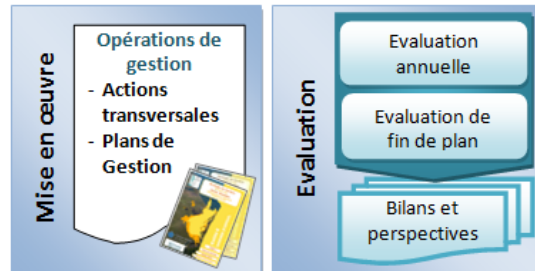 Mise en œuvre
Opérations de
gestion
- Actions
transversales
- Plans de
Gestion
Evaluation
Evaluation
annuelle
Evaluation de
fin de plan
Bilans et
perspectives